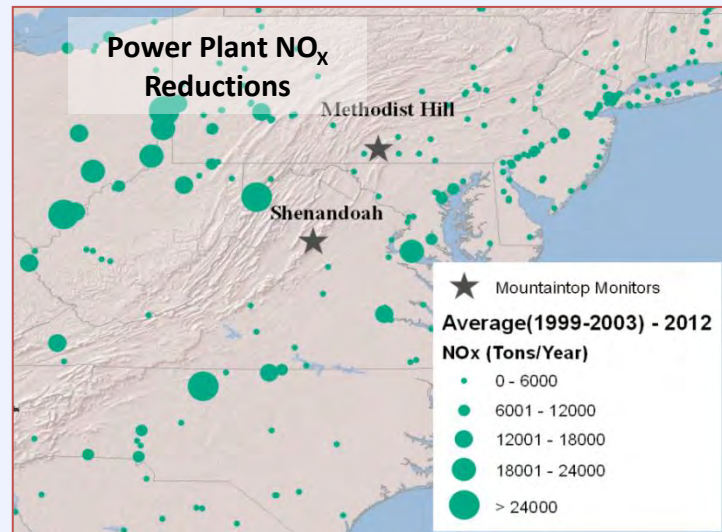 Power Plant NOX
Reductions
Methodist Hill
Shenandoah
Mountaintop Monitors
Average(1999-2003) - 2012
NOx (Tons/Year)
0 - 6000
6001 - 12000
12001 - 18000
18001 - 24000
> 24000